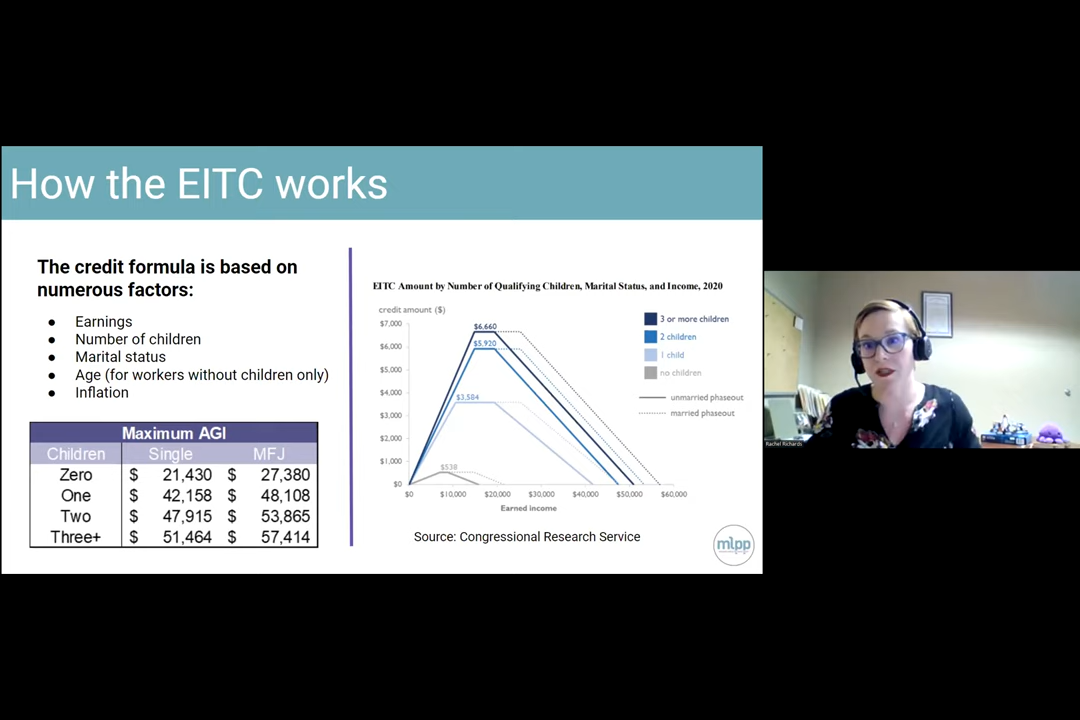 How the EITC works
The credit formula is based on
numerous factors:
● Earnings
● Number of children
● Marital status
● Age (for workers without children only)
● Inflation
Maximum AGI
Children Single MFJ
Zero $ 21,430 $ 27,380
One $ 42,158 $ 48,108
Two $ 47,915 $ 53,865
Three+ $ 51,464 $ 57,414
EITC Amount by Number of Qualifying Children, Marital Status, and Income, 2020
credit amount ($)
$7,000
$6,000
$5,000
$4,000
$3,000
$2,000
$1,000
$0
$6,660
$5,920
$3,584
$538
3 or more children
2 children
1 child
no children
unmarried phaseout
married phaseout
$0 $10,000 $20,000 $30,000 $40,000 $50,000 $60,000
Earned income
Source: Congressional Research Service
mlpp
Rachel Richards